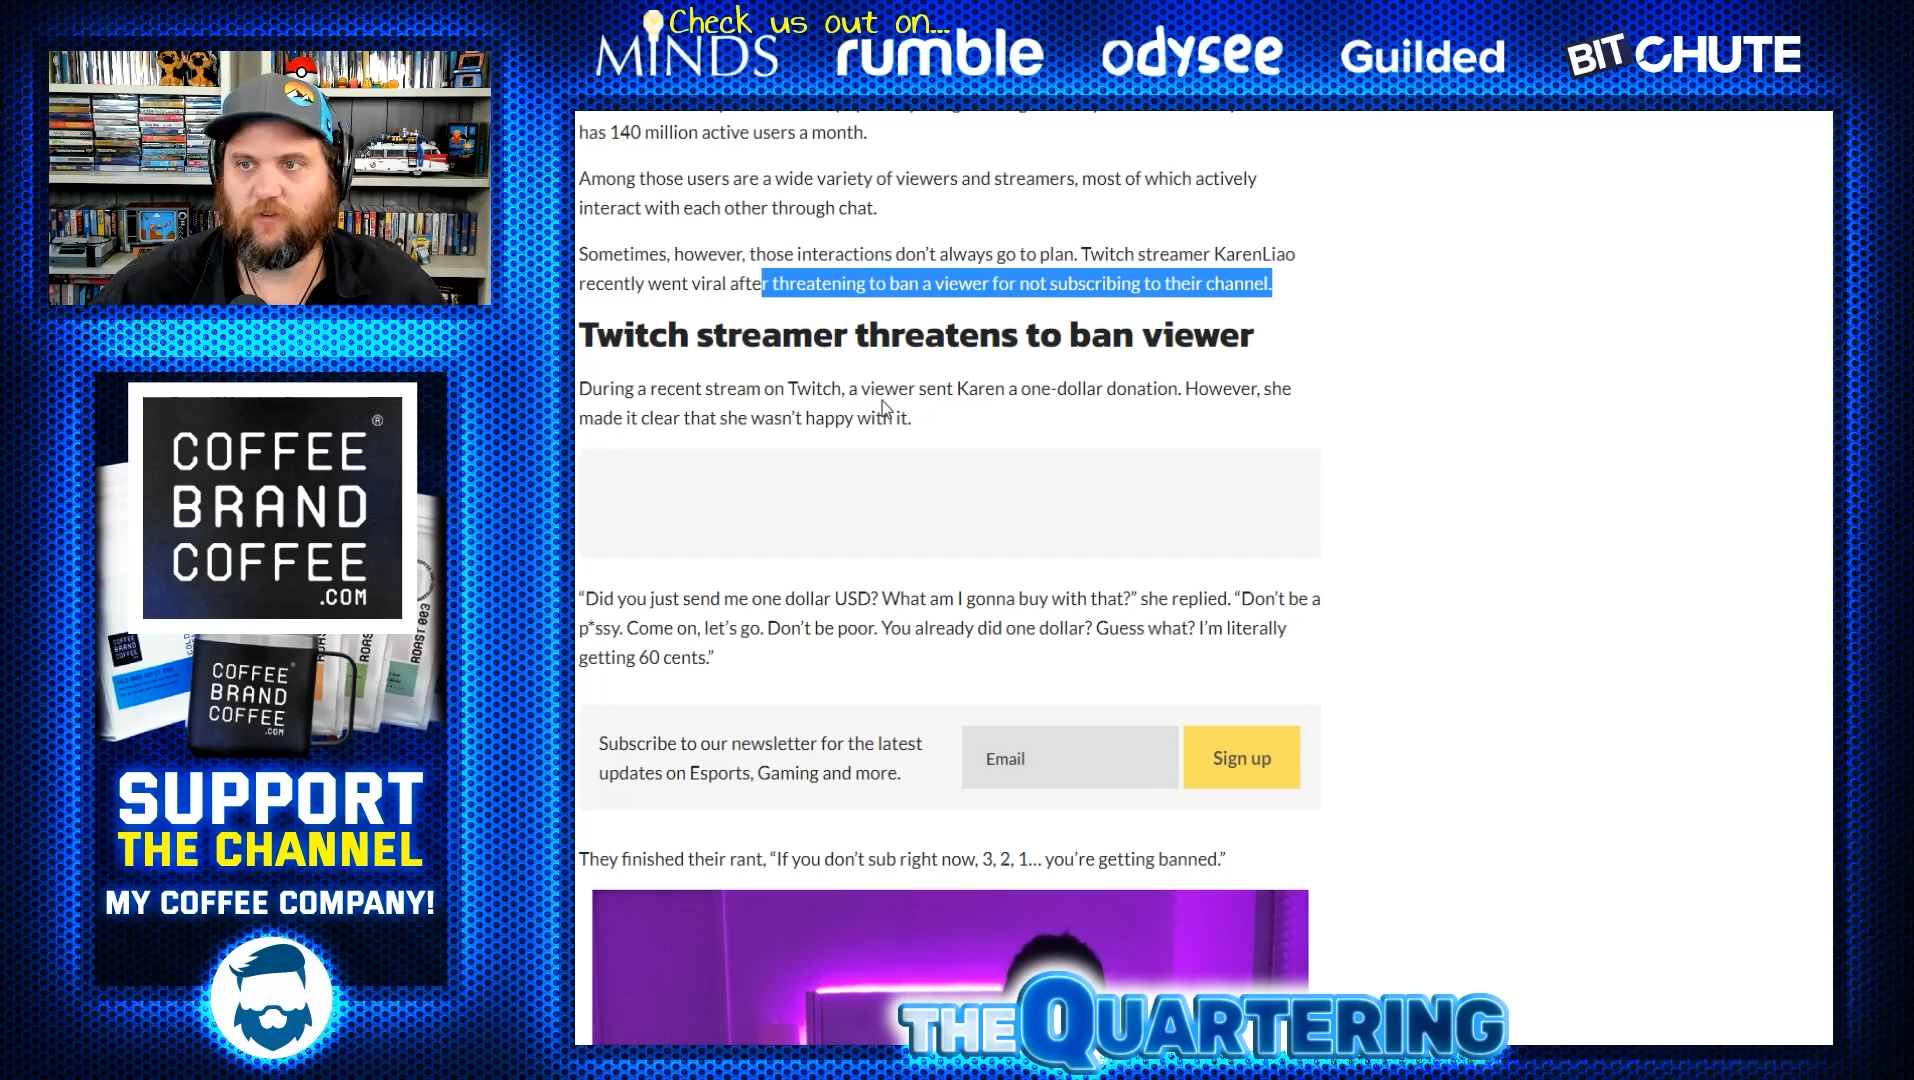 Check us out on...
MINDS
rumble
odysee
Guilded
BITCHUTE
has 140 million active users a month.
Among those users are a wide variety of viewers and streamers, most of which actively
interact with each other through chat.
Sometimes, however, those interactions don’t always go to plan. Twitch streamer KarenLiao
recently went viral after threatening to ban a viewer for not subscribing to their channel.
Twitch streamer threatens to ban viewer
During a recent stream on Twitch, a viewer sent Karen a one-dollar donation. However, she
made it clear that she wasn’t happy with it.
“Did you just send me one dollar USD? What am I gonna buy with that?” she replied. “Don’t be a
p*ssy. Come on, let’s go. Don’t be poor. You already did one dollar? Guess what? I’m literally
getting 60 cents.”
Subscribe to our newsletter for the latest
updates on Esports, Gaming and more.
Email
Sign up
They finished their rant, “If you don’t sub right now, 3, 2, 1… you’re getting banned.”
COFFEE
®
BRAND
COFFEE
.COM
ROAST 003
ROAS
COFFEE
BRAND
COFFEE
.COM
SUPPORT
THE CHANNEL
MY COFFEE COMPANY!
THE QUARTERING